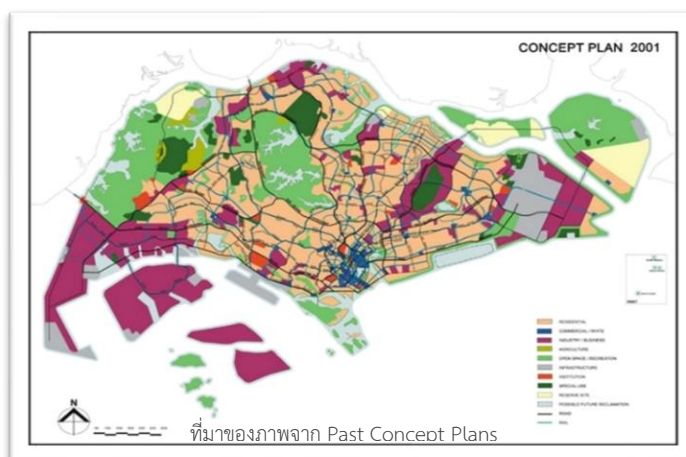 CONCEPT PLAN 2001
RESIDENTIAL
COMMERCIAL / WHITE
INDUSTRY / BUSINESS
AGRICULTURE
OPEN SPACE / RECREATION
INFRASTRUCTURE
INSTITUTION
SPECIAL USE
RESERVE SITE
POSSIBLE FUTURE RECLAMATION
ROAD
RAIL
N
ที่มาของภาพจาก Past Concept Plans